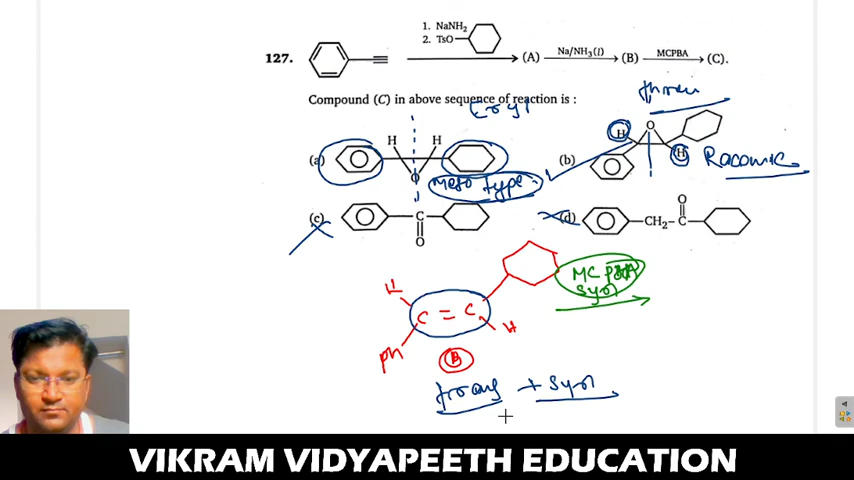 1. NaNH₂
2. TsO
127. (A) Na/NH₃(l) (B) MCPBA (C).
Compound (C) in above sequence of reaction is :
threo
(a) H H O Meso type
(b) H O H Racemic
(c) C O
(d) CH₂ C O
H C = C H
Ph
MCPBA
syn
B
trans + syn
VIKRAM VIDYAPEETH EDUCATION